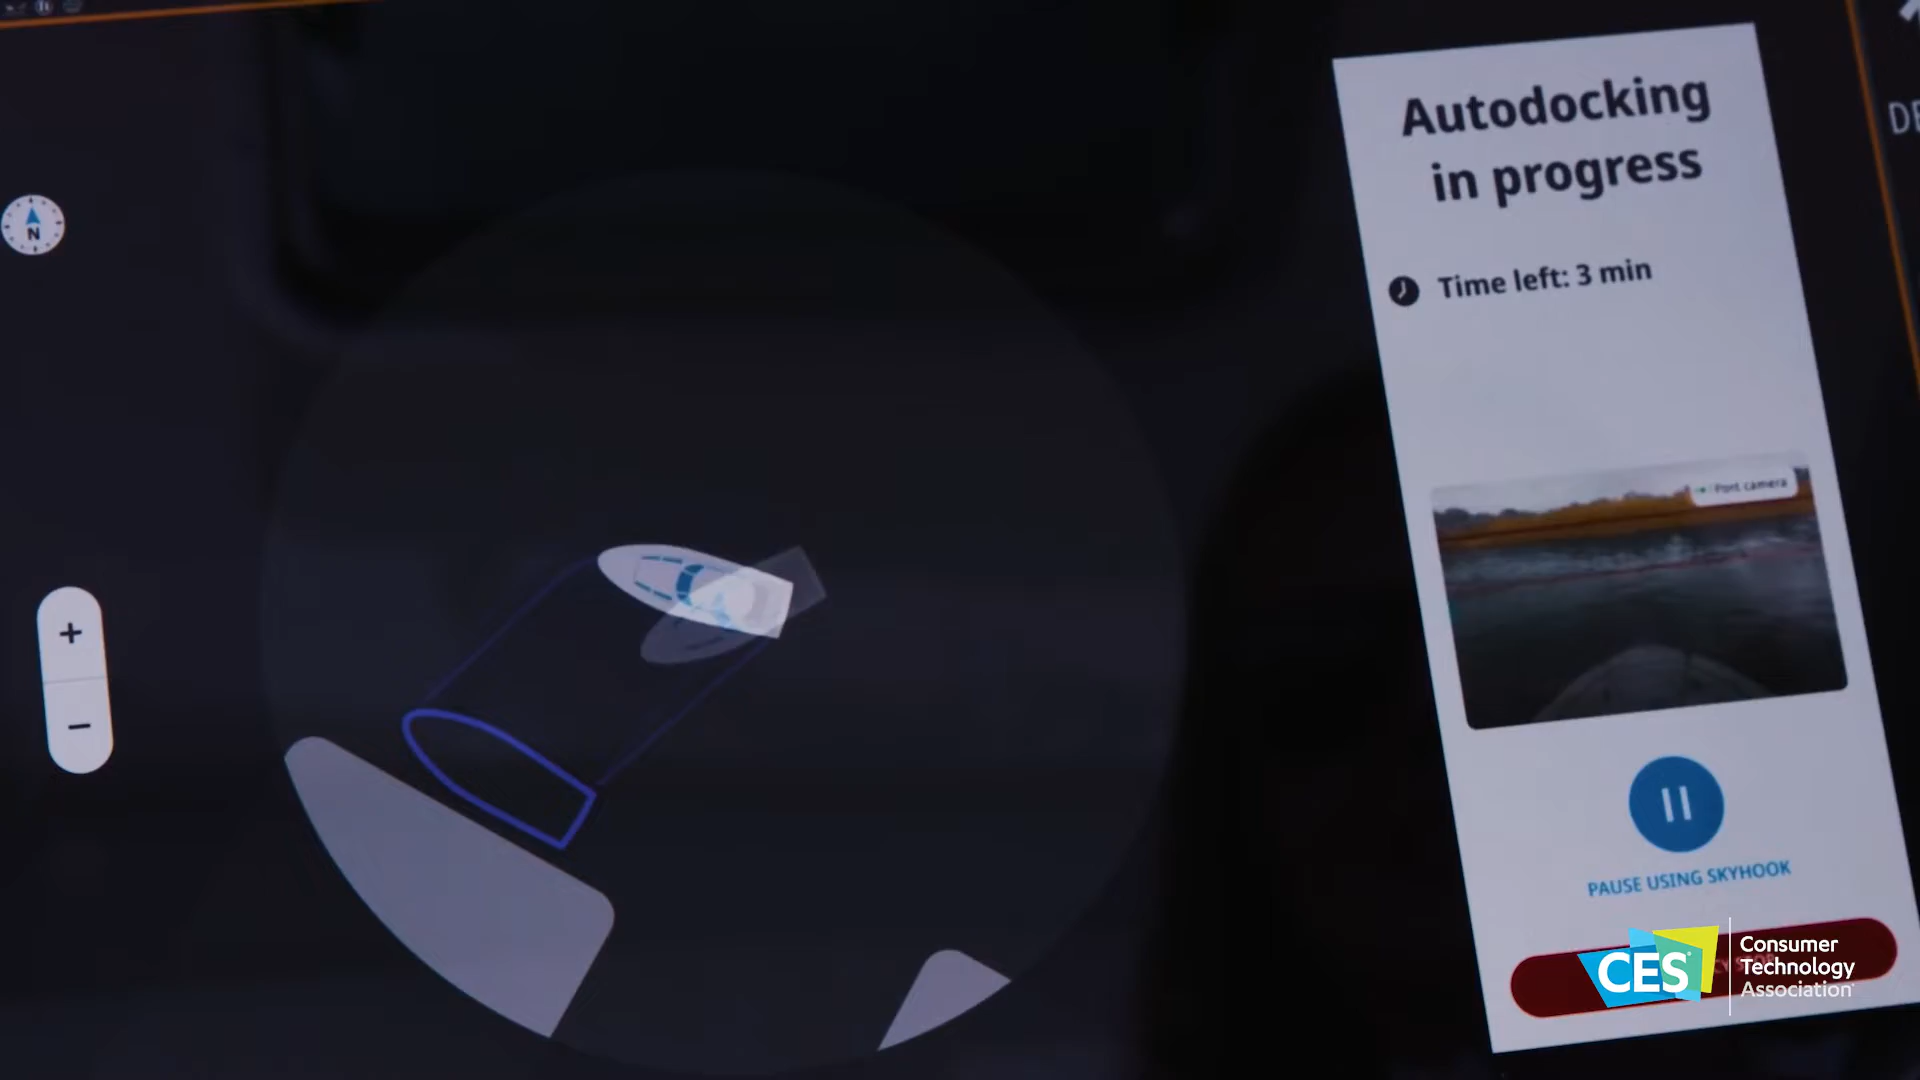 N
+
−
Autodocking
in progress
Time left: 3 min
Port camera
PAUSE USING SKYHOOK
CES
Consumer
Technology
Association